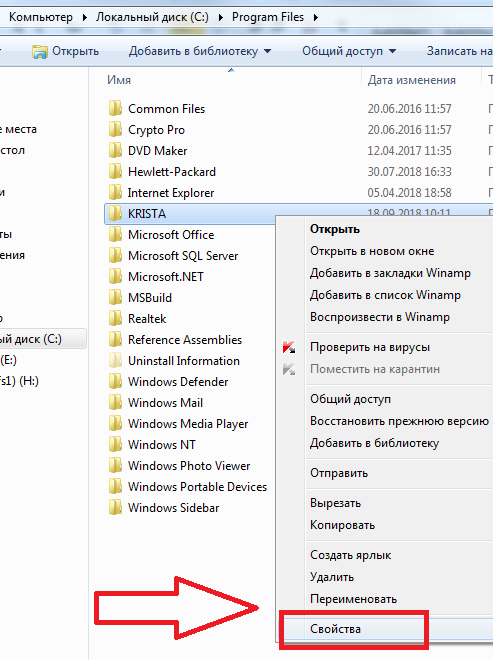 Компьютер ▸ Локальный диск (C:) ▸ Program Files ▸
Открыть Добавить в библиотеку Общий доступ Записать на
Имя Дата изменения
е места
стол
и
ты
ения
о
ый диск (C:)
(E:)
fs1) (H:)
Common Files 20.06.2016 11:57
Crypto Pro 20.06.2016 11:57
DVD Maker 12.04.2017 11:35
Hewlett-Packard 30.07.2018 16:33
Internet Explorer 05.04.2018 18:58
KRISTA 18.09.2018 10:11
Microsoft Office
Microsoft SQL Server
Microsoft.NET
MSBuild
Realtek
Reference Assemblies
Uninstall Information
Windows Defender
Windows Mail
Windows Media Player
Windows NT
Windows Photo Viewer
Windows Portable Devices
Windows Sidebar
Открыть
Открыть в новом окне
Добавить в закладки Winamp
Добавить в список Winamp
Воспроизвести в Winamp
Проверить на вирусы
Поместить на карантин
Общий доступ
Восстановить прежнюю версию
Добавить в библиотеку
Отправить
Вырезать
Копировать
Создать ярлык
Удалить
Переименовать
Свойства